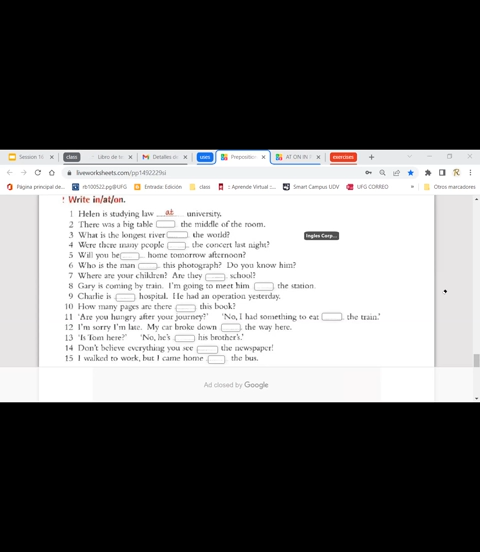 Session 1
class
Libro de te
Detalles de
uses
Preposition
AT ON IN
exercises
liveworksheets.com/pp1492229si
Página principal de...
rb100522.pg@UFG
Entrada: Edición
class
:: Aprende Virtual ::...
Smart Campus UDV
UFG CORREO
Otros marcadores
Write in/at/on.
1 Helen is studying law at university.
2 There was a big table the middle of the room.
3 What is the longest river the world?
Ingles Corp...
4 Were there many people the concert last night?
5 Will you be home tomorrow afternoon?
6 Who is the man this photograph? Do you know him?
7 Where are your children? Are they school?
8 Gary is coming by train. I'm going to meet him the station.
9 Charlie is hospital. He had an operation yesterday.
10 How many pages are there this book?
11 'Are you hungry after your journey?' 'No, I had something to eat the train.'
12 I'm sorry I'm late. My car broke down the way here.
13 'Is Tom here?' 'No, he's his brother's.'
14 Don't believe everything you see the newspaper!
15 I walked to work, but I came home the bus.
Ad closed by Google